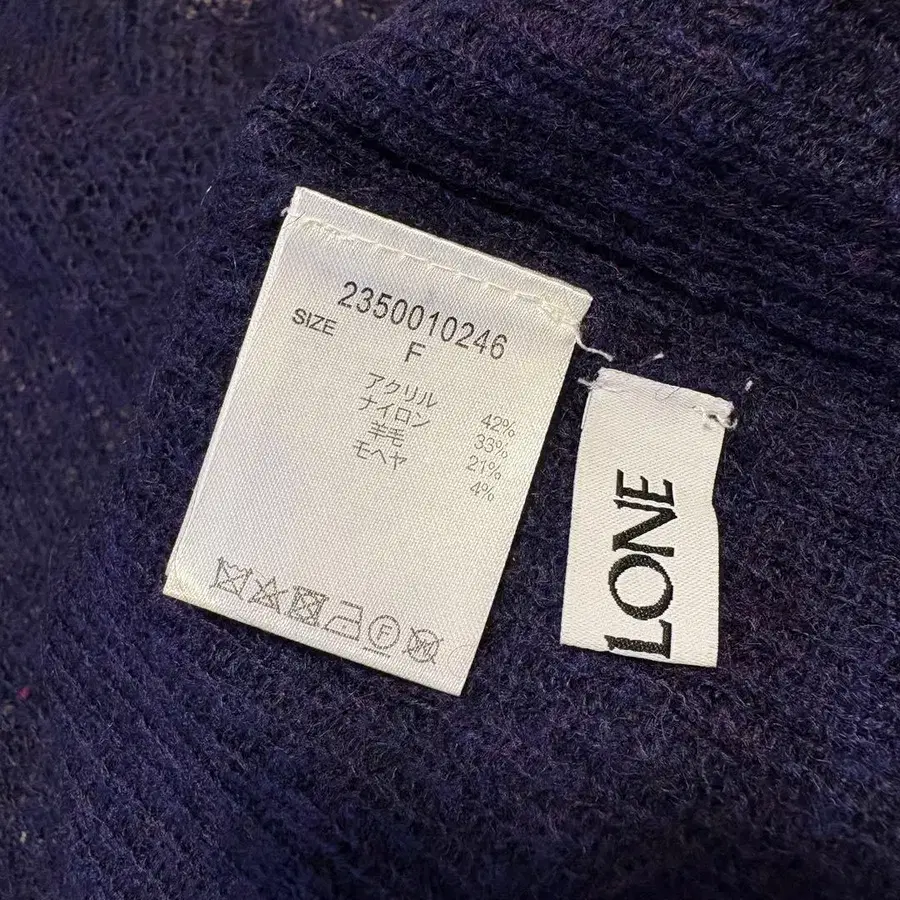 2350010246
SIZE
F
アクリル 42%
ナイロン 33%
羊毛 21%
モヘヤ 4%
F
LONE